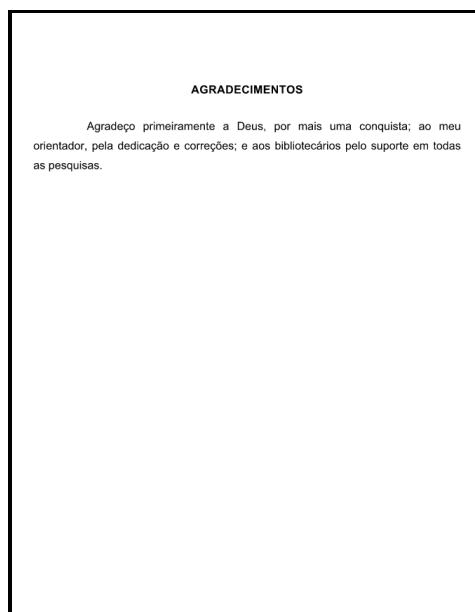 AGRADECIMENTOS
Agradeço primeiramente a Deus, por mais uma conquista; ao meu
orientador, pela dedicação e correções; e aos bibliotecários pelo suporte em todas
as pesquisas.